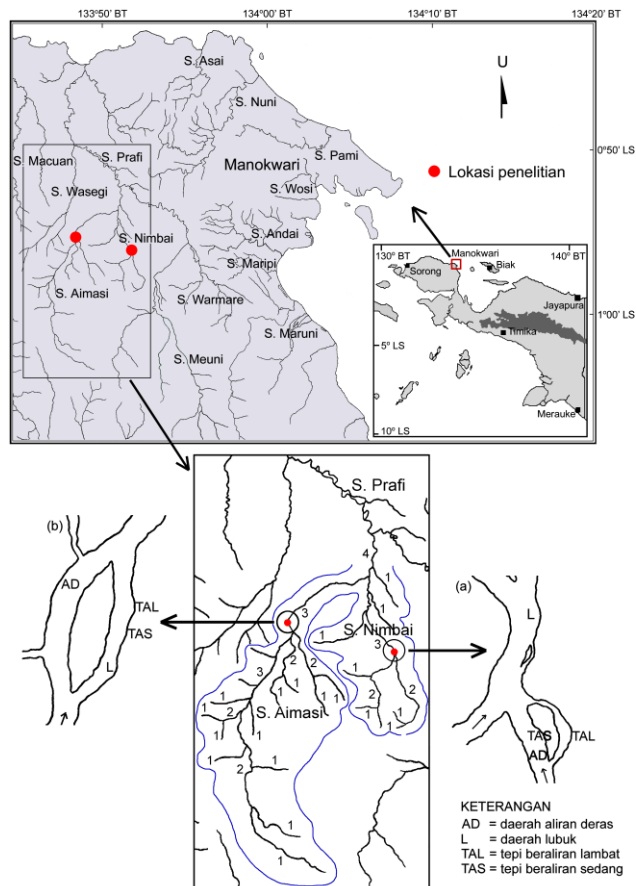 133°50' BT
134°00' BT
134°10' BT
134°20' BT
S. Asai
U
S. Nuni
S. Macuan
S. Prafi
S. Pami
Manokwari
0°50' LS
Lokasi penelitian
S. Wasegi
S. Wosi
S. Nimbai
S. Andai
S. Maripi
S. Aimasi
S. Warmare
S. Maruni
S. Meuni
1°00' LS
130° BT
Manokwari
140° BT
Sorong
Biak
Jayapura
Timika
5° LS
Merauke
10° LS
S. Prafi
4
1
1
3
S. Nimbai
1
3
3
2
2
2
1
1
1
1
1
1
2
1
1
2
S. Aimasi
1
1
1
1
2
1
1
1
(b)
AD
TAL
TAS
L
(a)
L
TAS
TAL
AD
KETERANGAN
AD = daerah aliran deras
L = daerah lubuk
TAL = tepi beraliran lambat
TAS = tepi beraliran sedang